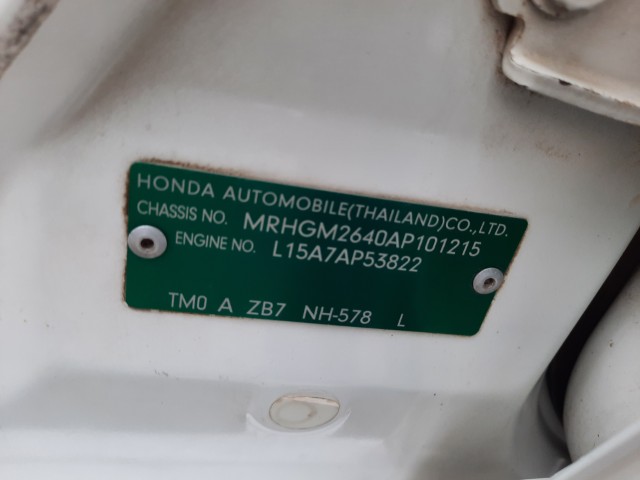 HONDA AUTOMOBILE(THAILAND)CO.,LTD.
CHASSIS NO. MRHGM2640AP101215
ENGINE NO. L15A7AP53822
TM0 A ZB7 NH-578 L